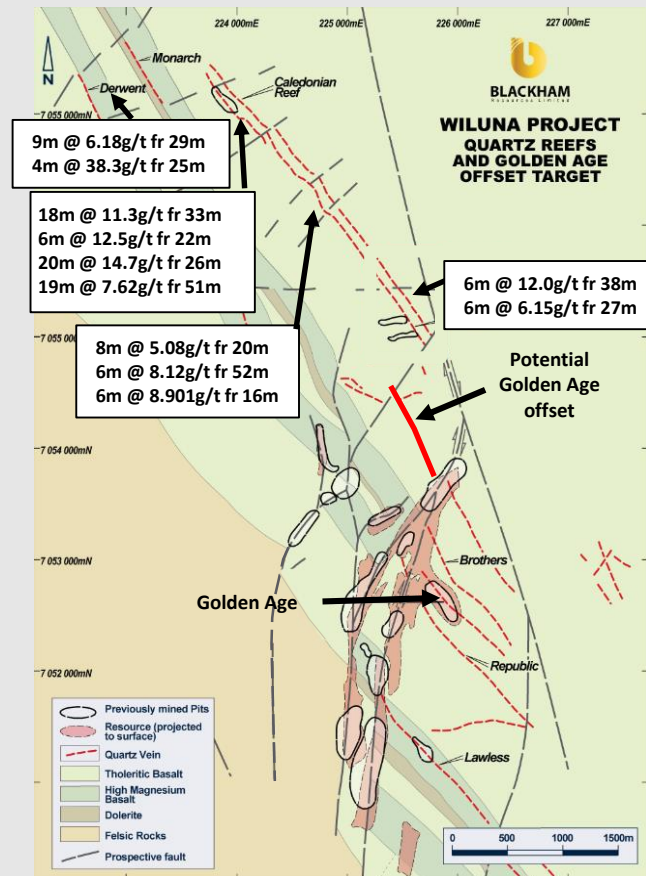 224 000mE
225 000mE
226 000mE
227 000mE
N
Monarch
Derwent
Caledonian
Reef
BLACKHAM
Resources Limited
WILUNA PROJECT
QUARTZ REEFS
AND GOLDEN AGE
OFFSET TARGET
7 055 000mN
9m @ 6.18g/t fr 29m
4m @ 38.3g/t fr 25m
18m @ 11.3g/t fr 33m
6m @ 12.5g/t fr 22m
20m @ 14.7g/t fr 26m
19m @ 7.62g/t fr 51m
6m @ 12.0g/t fr 38m
6m @ 6.15g/t fr 27m
7 055 000mN
8m @ 5.08g/t fr 20m
6m @ 8.12g/t fr 52m
6m @ 8.901g/t fr 16m
Potential
Golden Age
offset
7 054 000mN
7 053 000mN
Brothers
Golden Age
Republic
7 052 000mN
Lawless
Previously mined Pits
Resource (projected
to surface)
Quartz Vein
Tholeritic Basalt
High Magnesium
Basalt
Dolerite
Felsic Rocks
Prospective fault
0 500 1000 1500m